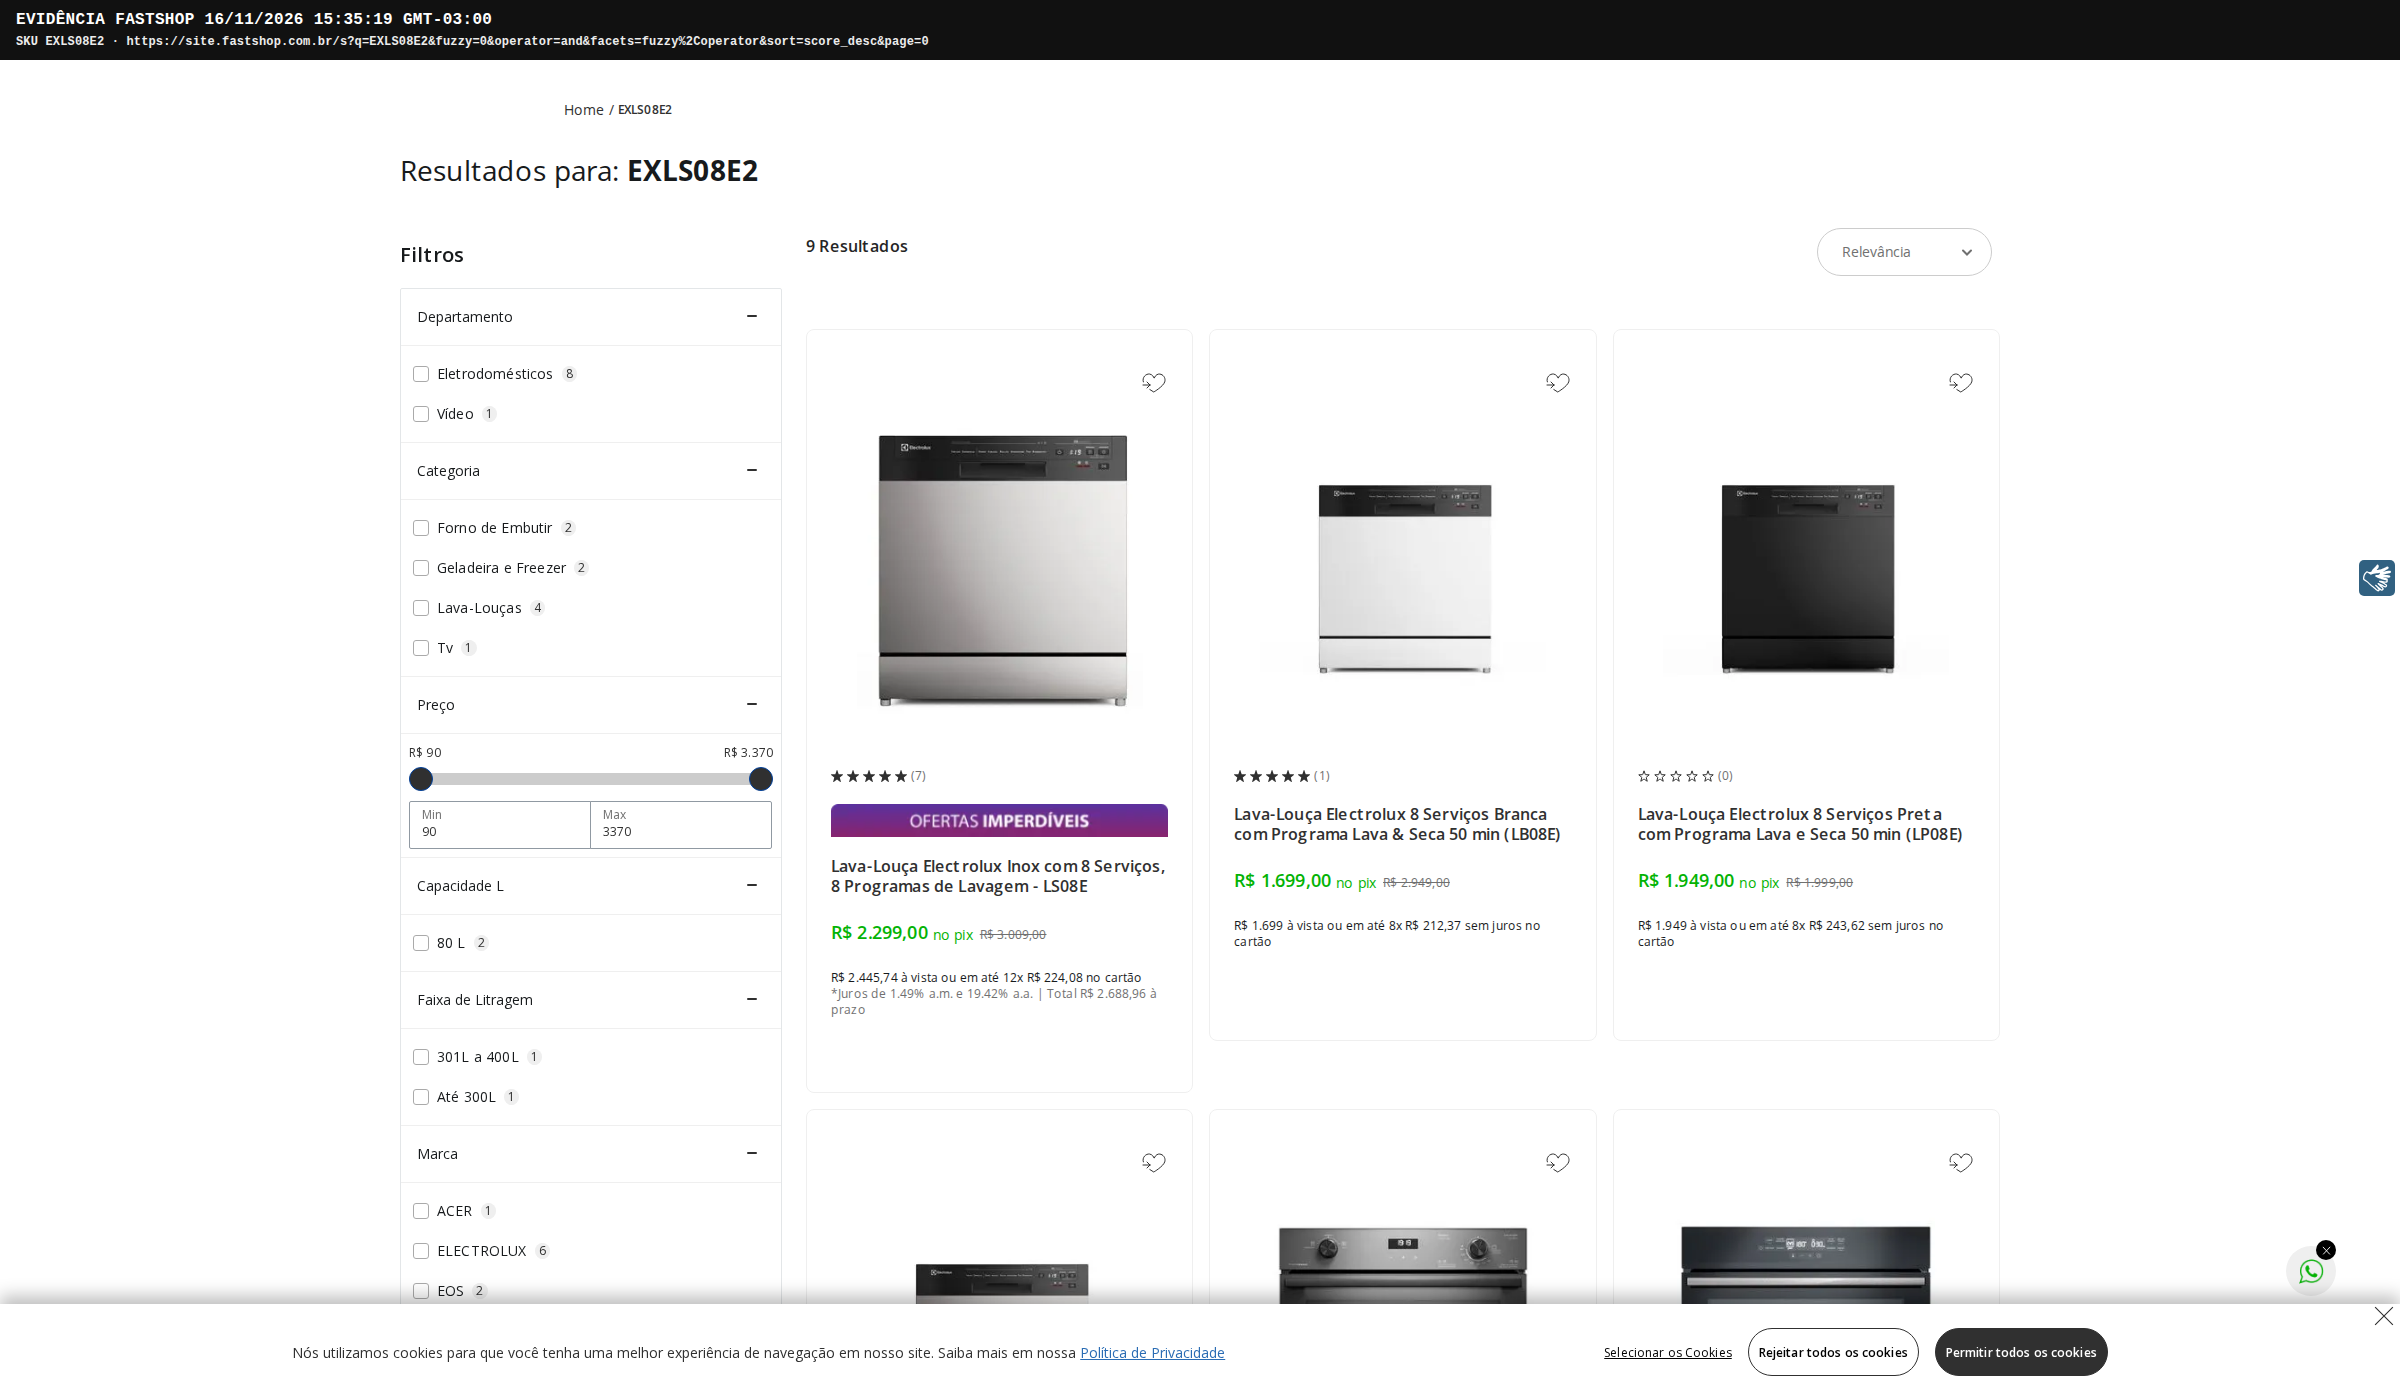 EVIDÊNCIA FASTSHOP 16/11/2026 15:35:19 GMT-03:00
SKU EXLS08E2 · https://site.fastshop.com.br/s?q=EXLS08E2&fuzzy=0&operator=and&facets=fuzzy%2Coperator&sort=score_desc&page=0
Home / EXLS08E2
Resultados para: EXLS08E2
Filtros
9 Resultados
Relevância
Departamento
Eletrodomésticos 8
Vídeo 1
Categoria
Forno de Embutir 2
Geladeira e Freezer 2
Lava-Louças 4
Tv 1
Preço
R$ 90
R$ 3.370
Min
90
Max
3370
Capacidade L
80 L 2
Faixa de Litragem
301L a 400L 1
Até 300L 1
Marca
ACER 1
ELECTROLUX 6
EOS 2
Electrolux
(7)
OFERTAS IMPERDÍVEIS
Lava-Louça Electrolux Inox com 8 Serviços,
8 Programas de Lavagem - LS08E
R$ 2.299,00 no pix R$ 3.009,00
R$ 2.445,74 à vista ou em até 12x R$ 224,08 no cartão
*Juros de 1.49% a.m. e 19.42% a.a. | Total R$ 2.688,96 à
prazo
Electrolux
(1)
Lava-Louça Electrolux 8 Serviços Branca
com Programa Lava & Seca 50 min (LB08E)
R$ 1.699,00 no pix R$ 2.949,00
R$ 1.699 à vista ou em até 8x R$ 212,37 sem juros no
cartão
Electrolux
(0)
Lava-Louça Electrolux 8 Serviços Preta
com Programa Lava e Seca 50 min (LP08E)
R$ 1.949,00 no pix R$ 1.999,00
R$ 1.949 à vista ou em até 8x R$ 243,62 sem juros no
cartão
Electrolux
Nós utilizamos cookies para que você tenha uma melhor experiência de navegação em nosso site. Saiba mais em nossa Política de Privacidade
Selecionar os Cookies
Rejeitar todos os cookies
Permitir todos os cookies